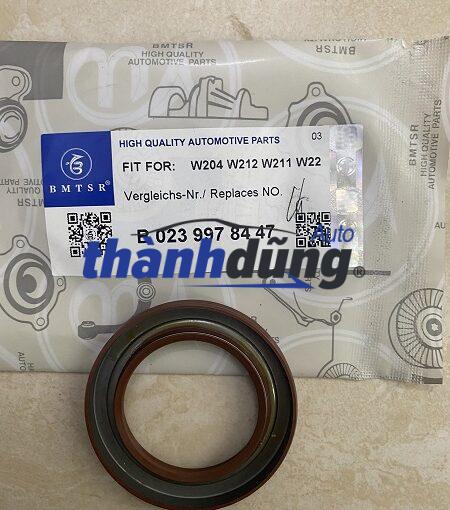 BMTSR
HIGH QUALITY
AUTOMOTIVE PARTS
BMTSR
HIGH QUALITY
AUTOMOTIVE PARTS
HIGH QUALITY AUTOMOTIVE PARTS 03
FIT FOR: W204 W212 W211 W22
BMTSR®
Vergleichs-Nr./ Replaces NO.
B 023 997 84 47
Auto
thànhdũng®